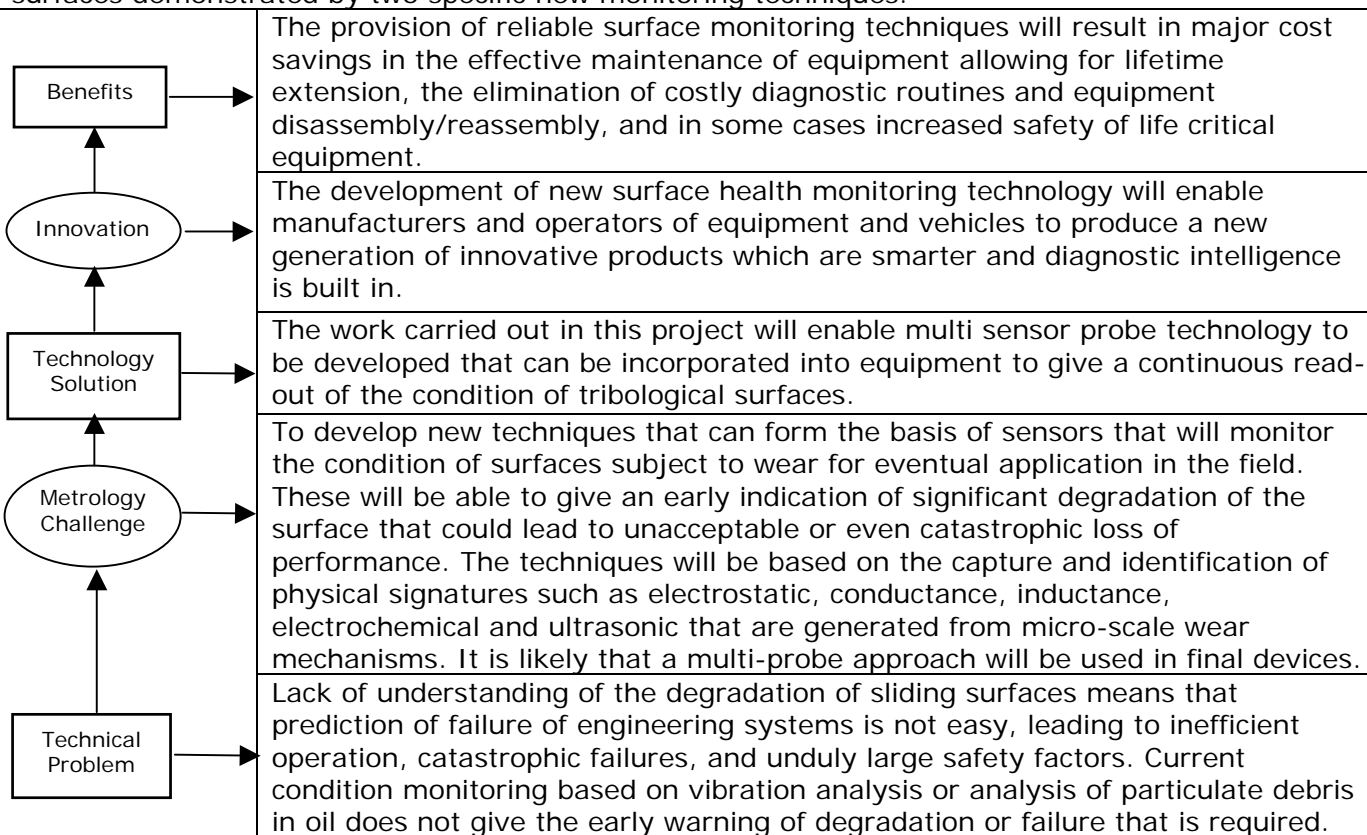 surfaces demonstrated by two specific new monitoring techniques.
Benefits
The provision of reliable surface monitoring techniques will result in major cost
savings in the effective maintenance of equipment allowing for lifetime
extension, the elimination of costly diagnostic routines and equipment
disassembly/reassembly, and in some cases increased safety of life critical
equipment.
Innovation
The development of new surface health monitoring technology will enable
manufacturers and operators of equipment and vehicles to produce a new
generation of innovative products which are smarter and diagnostic intelligence
is built in.
Technology
Solution
The work carried out in this project will enable multi sensor probe technology to
be developed that can be incorporated into equipment to give a continuous read-
out of the condition of tribological surfaces.
Metrology
Challenge
To develop new techniques that can form the basis of sensors that will monitor
the condition of surfaces subject to wear for eventual application in the field.
These will be able to give an early indication of significant degradation of the
surface that could lead to unacceptable or even catastrophic loss of
performance. The techniques will be based on the capture and identification of
physical signatures such as electrostatic, conductance, inductance,
electrochemical and ultrasonic that are generated from micro-scale wear
mechanisms. It is likely that a multi-probe approach will be used in final devices.
Technical
Problem
Lack of understanding of the degradation of sliding surfaces means that
prediction of failure of engineering systems is not easy, leading to inefficient
operation, catastrophic failures, and unduly large safety factors. Current
condition monitoring based on vibration analysis or analysis of particulate debris
in oil does not give the early warning of degradation or failure that is required.